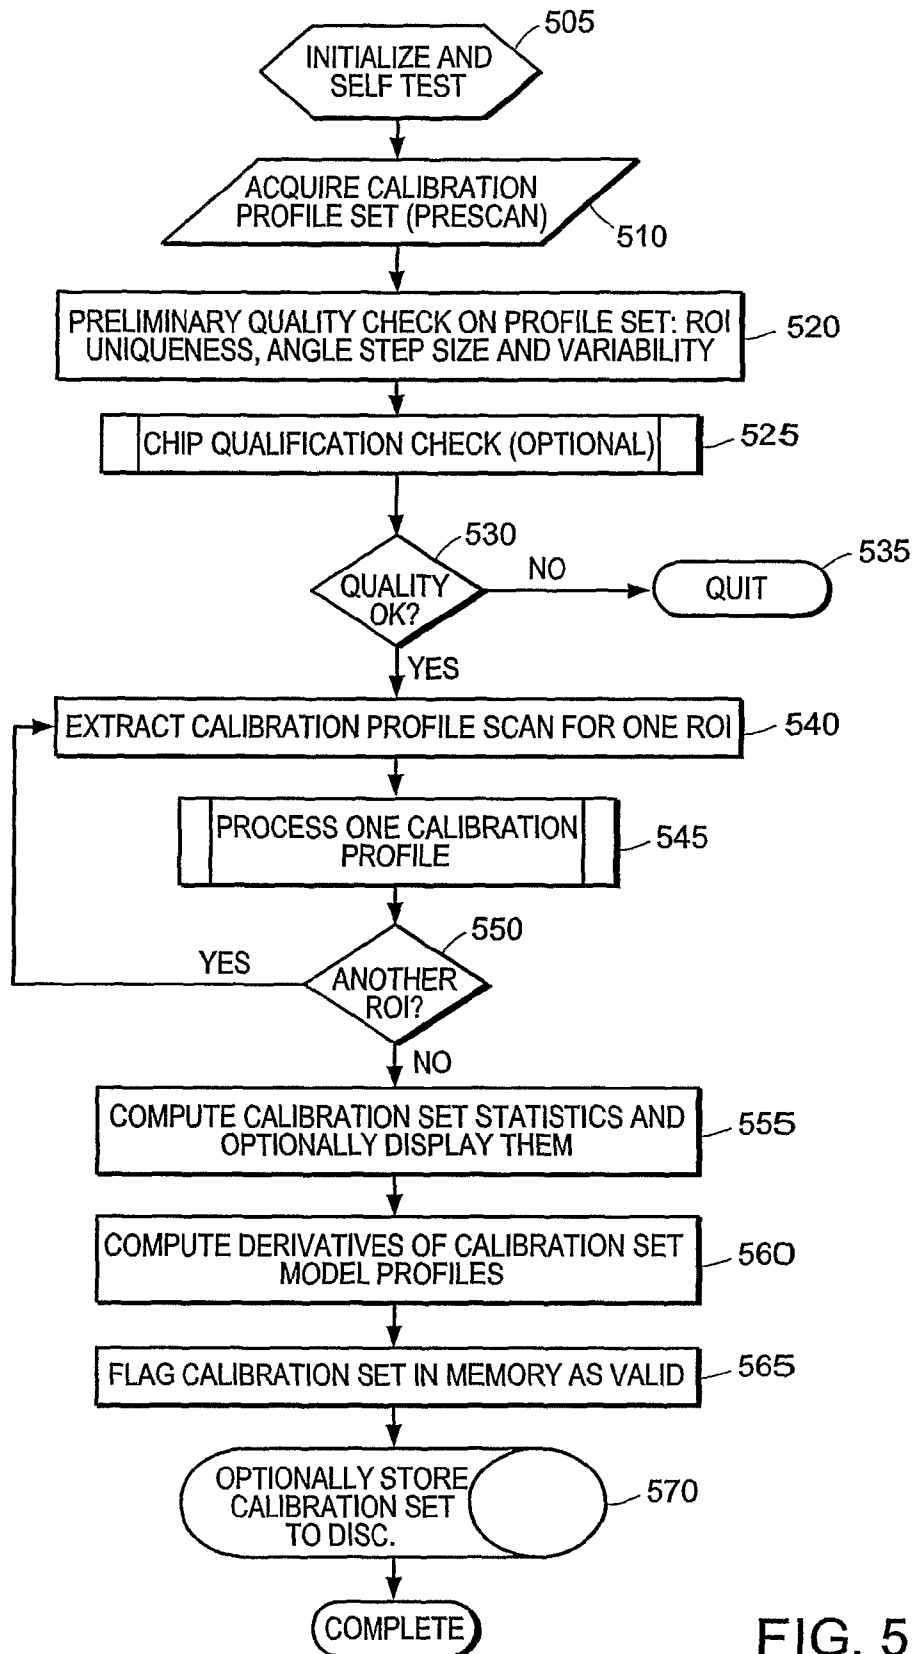 505
INITIALIZE AND
SELF TEST
ACQUIRE CALIBRATION
PROFILE SET (PRESCAN)
510
PRELIMINARY QUALITY CHECK ON PROFILE SET: ROI
UNIQUENESS, ANGLE STEP SIZE AND VARIABILITY
520
CHIP QUALIFICATION CHECK (OPTIONAL)
525
530
QUALITY
OK?
NO
535
QUIT
YES
EXTRACT CALIBRATION PROFILE SCAN FOR ONE ROI
540
PROCESS ONE CALIBRATION
PROFILE
545
550
YES
ANOTHER
ROI?
NO
COMPUTE CALIBRATION SET STATISTICS AND
OPTIONALLY DISPLAY THEM
555
COMPUTE DERIVATIVES OF CALIBRATION SET
MODEL PROFILES
560
FLAG CALIBRATION SET IN MEMORY AS VALID
565
OPTIONALLY STORE
CALIBRATION SET
TO DISC.
570
COMPLETE
FIG. 5